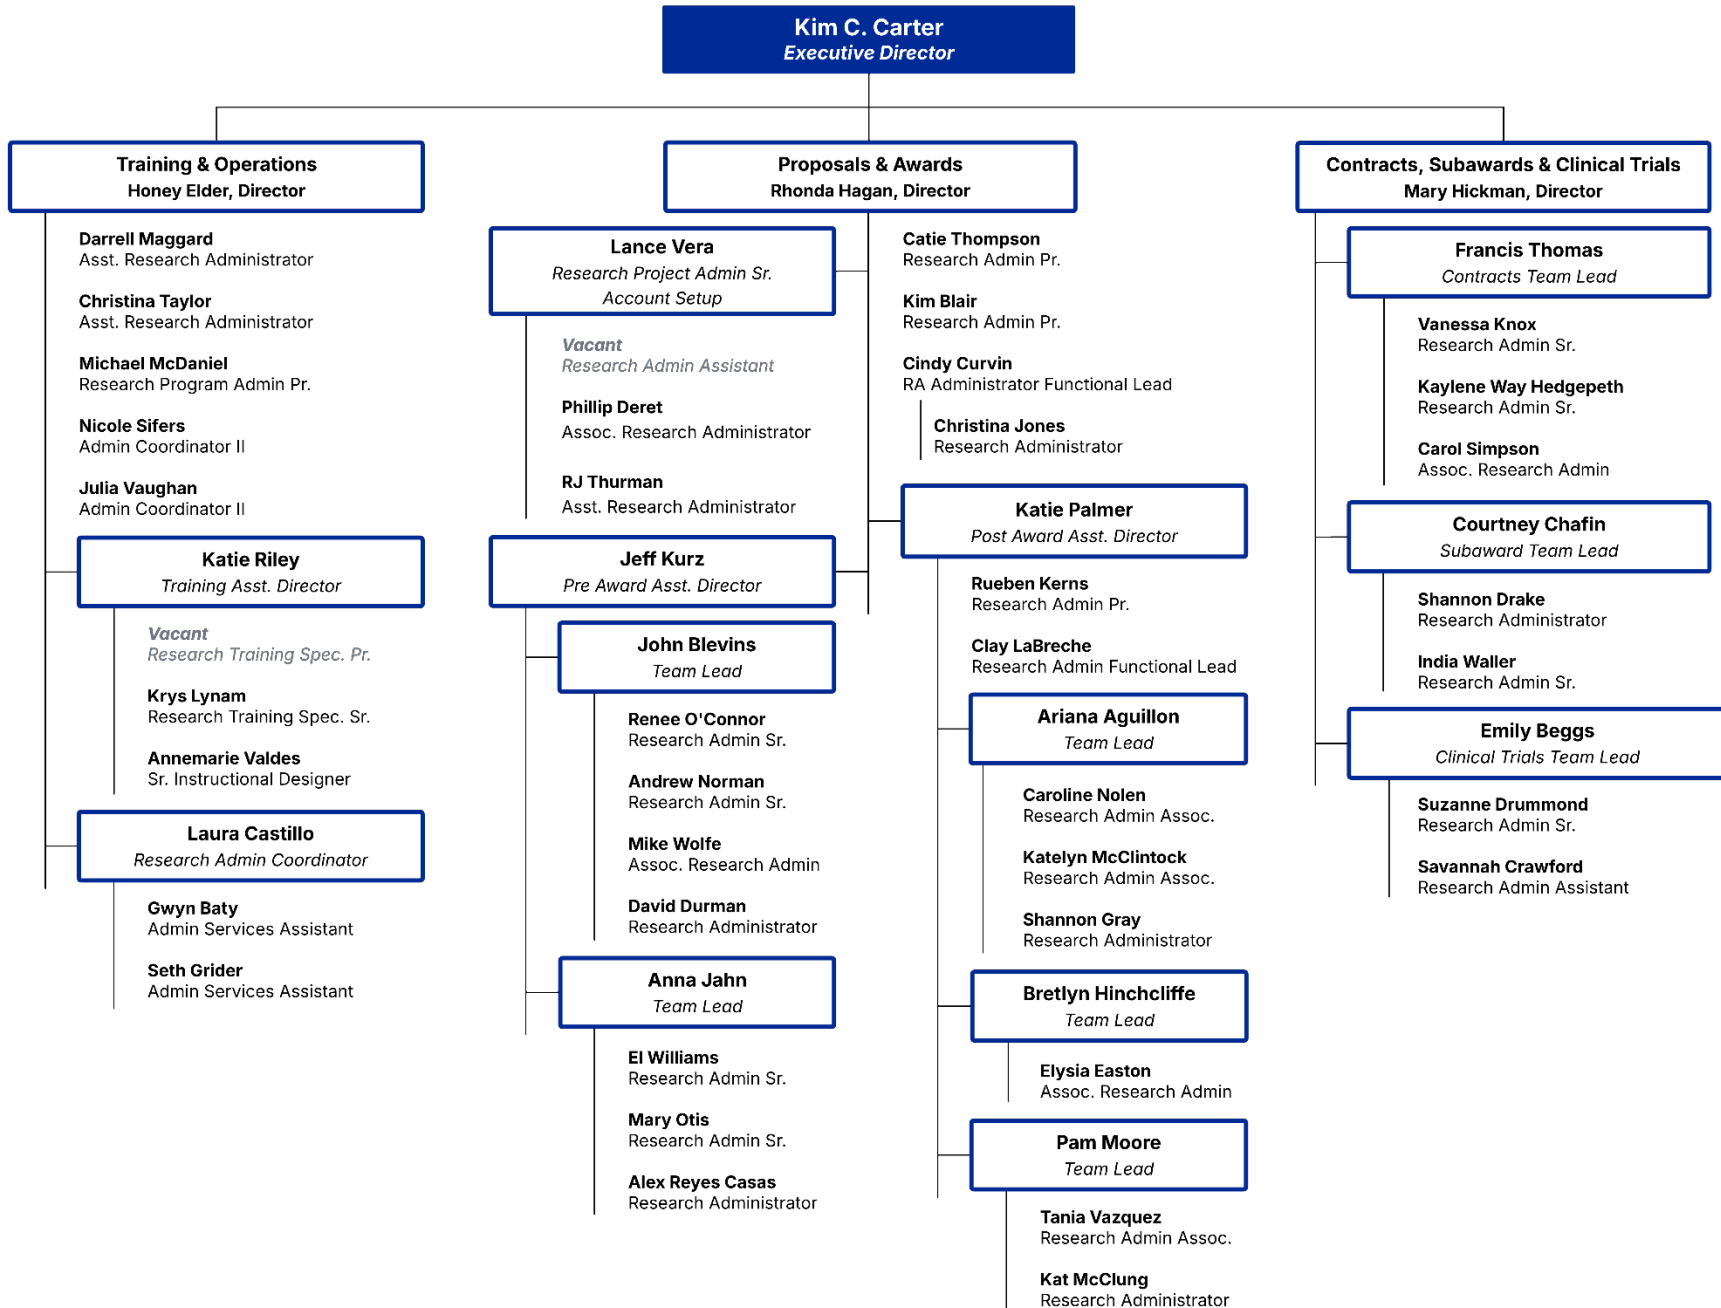 Kim C. Carter
Executive Director
Training & Operations
Honey Elder, Director
Darrell Maggard
Asst. Research Administrator
Christina Taylor
Asst. Research Administrator
Michael McDaniel
Research Program Admin Pr.
Nicole Sifers
Admin Coordinator II
Julia Vaughan
Admin Coordinator II
Katie Riley
Training Asst. Director
Vacant
Research Training Spec. Pr.
Krys Lynam
Research Training Spec. Sr.
Annemarie Valdes
Sr. Instructional Designer
Laura Castillo
Research Admin Coordinator
Gwyn Baty
Admin Services Assistant
Seth Grider
Admin Services Assistant
Proposals & Awards
Rhonda Hagan, Director
Lance Vera
Research Project Admin Sr.
Account Setup
Vacant
Research Admin Assistant
Phillip Deret
Assoc. Research Administrator
RJ Thurman
Asst. Research Administrator
Jeff Kurz
Pre Award Asst. Director
John Blevins
Team Lead
Renee O'Connor
Research Admin Sr.
Andrew Norman
Research Admin Sr.
Mike Wolfe
Assoc. Research Admin
David Durman
Research Administrator
Anna Jahn
Team Lead
El Williams
Research Admin Sr.
Mary Otis
Research Admin Sr.
Alex Reyes Casas
Research Administrator
Catie Thompson
Research Admin Pr.
Kim Blair
Research Admin Pr.
Cindy Curvin
RA Administrator Functional Lead
Christina Jones
Research Administrator
Katie Palmer
Post Award Asst. Director
Rueben Kerns
Research Admin Pr.
Clay LaBreche
Research Admin Functional Lead
Ariana Aguillon
Team Lead
Caroline Nolen
Research Admin Assoc.
Katelyn McClintock
Research Admin Assoc.
Shannon Gray
Research Administrator
Bretlyn Hinchcliffe
Team Lead
Elysia Easton
Assoc. Research Admin
Pam Moore
Team Lead
Tania Vazquez
Research Admin Assoc.
Kat McClung
Research Administrator
Contracts, Subawards & Clinical Trials
Mary Hickman, Director
Francis Thomas
Contracts Team Lead
Vanessa Knox
Research Admin Sr.
Kaylene Way Hedgepeth
Research Admin Sr.
Carol Simpson
Assoc. Research Admin
Courtney Chafin
Subaward Team Lead
Shannon Drake
Research Administrator
India Waller
Research Admin Sr.
Emily Beggs
Clinical Trials Team Lead
Suzanne Drummond
Research Admin Sr.
Savannah Crawford
Research Admin Assistant